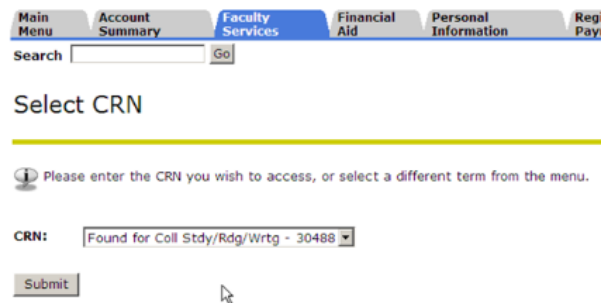 Main Menu
Account Summary
Faculty Services
Financial Aid
Personal Information
Search Go
Select CRN
Please enter the CRN you wish to access, or select a different term from the menu.
CRN: Found for Coll Stdy/Rdg/Wrtg - 30488
Submit